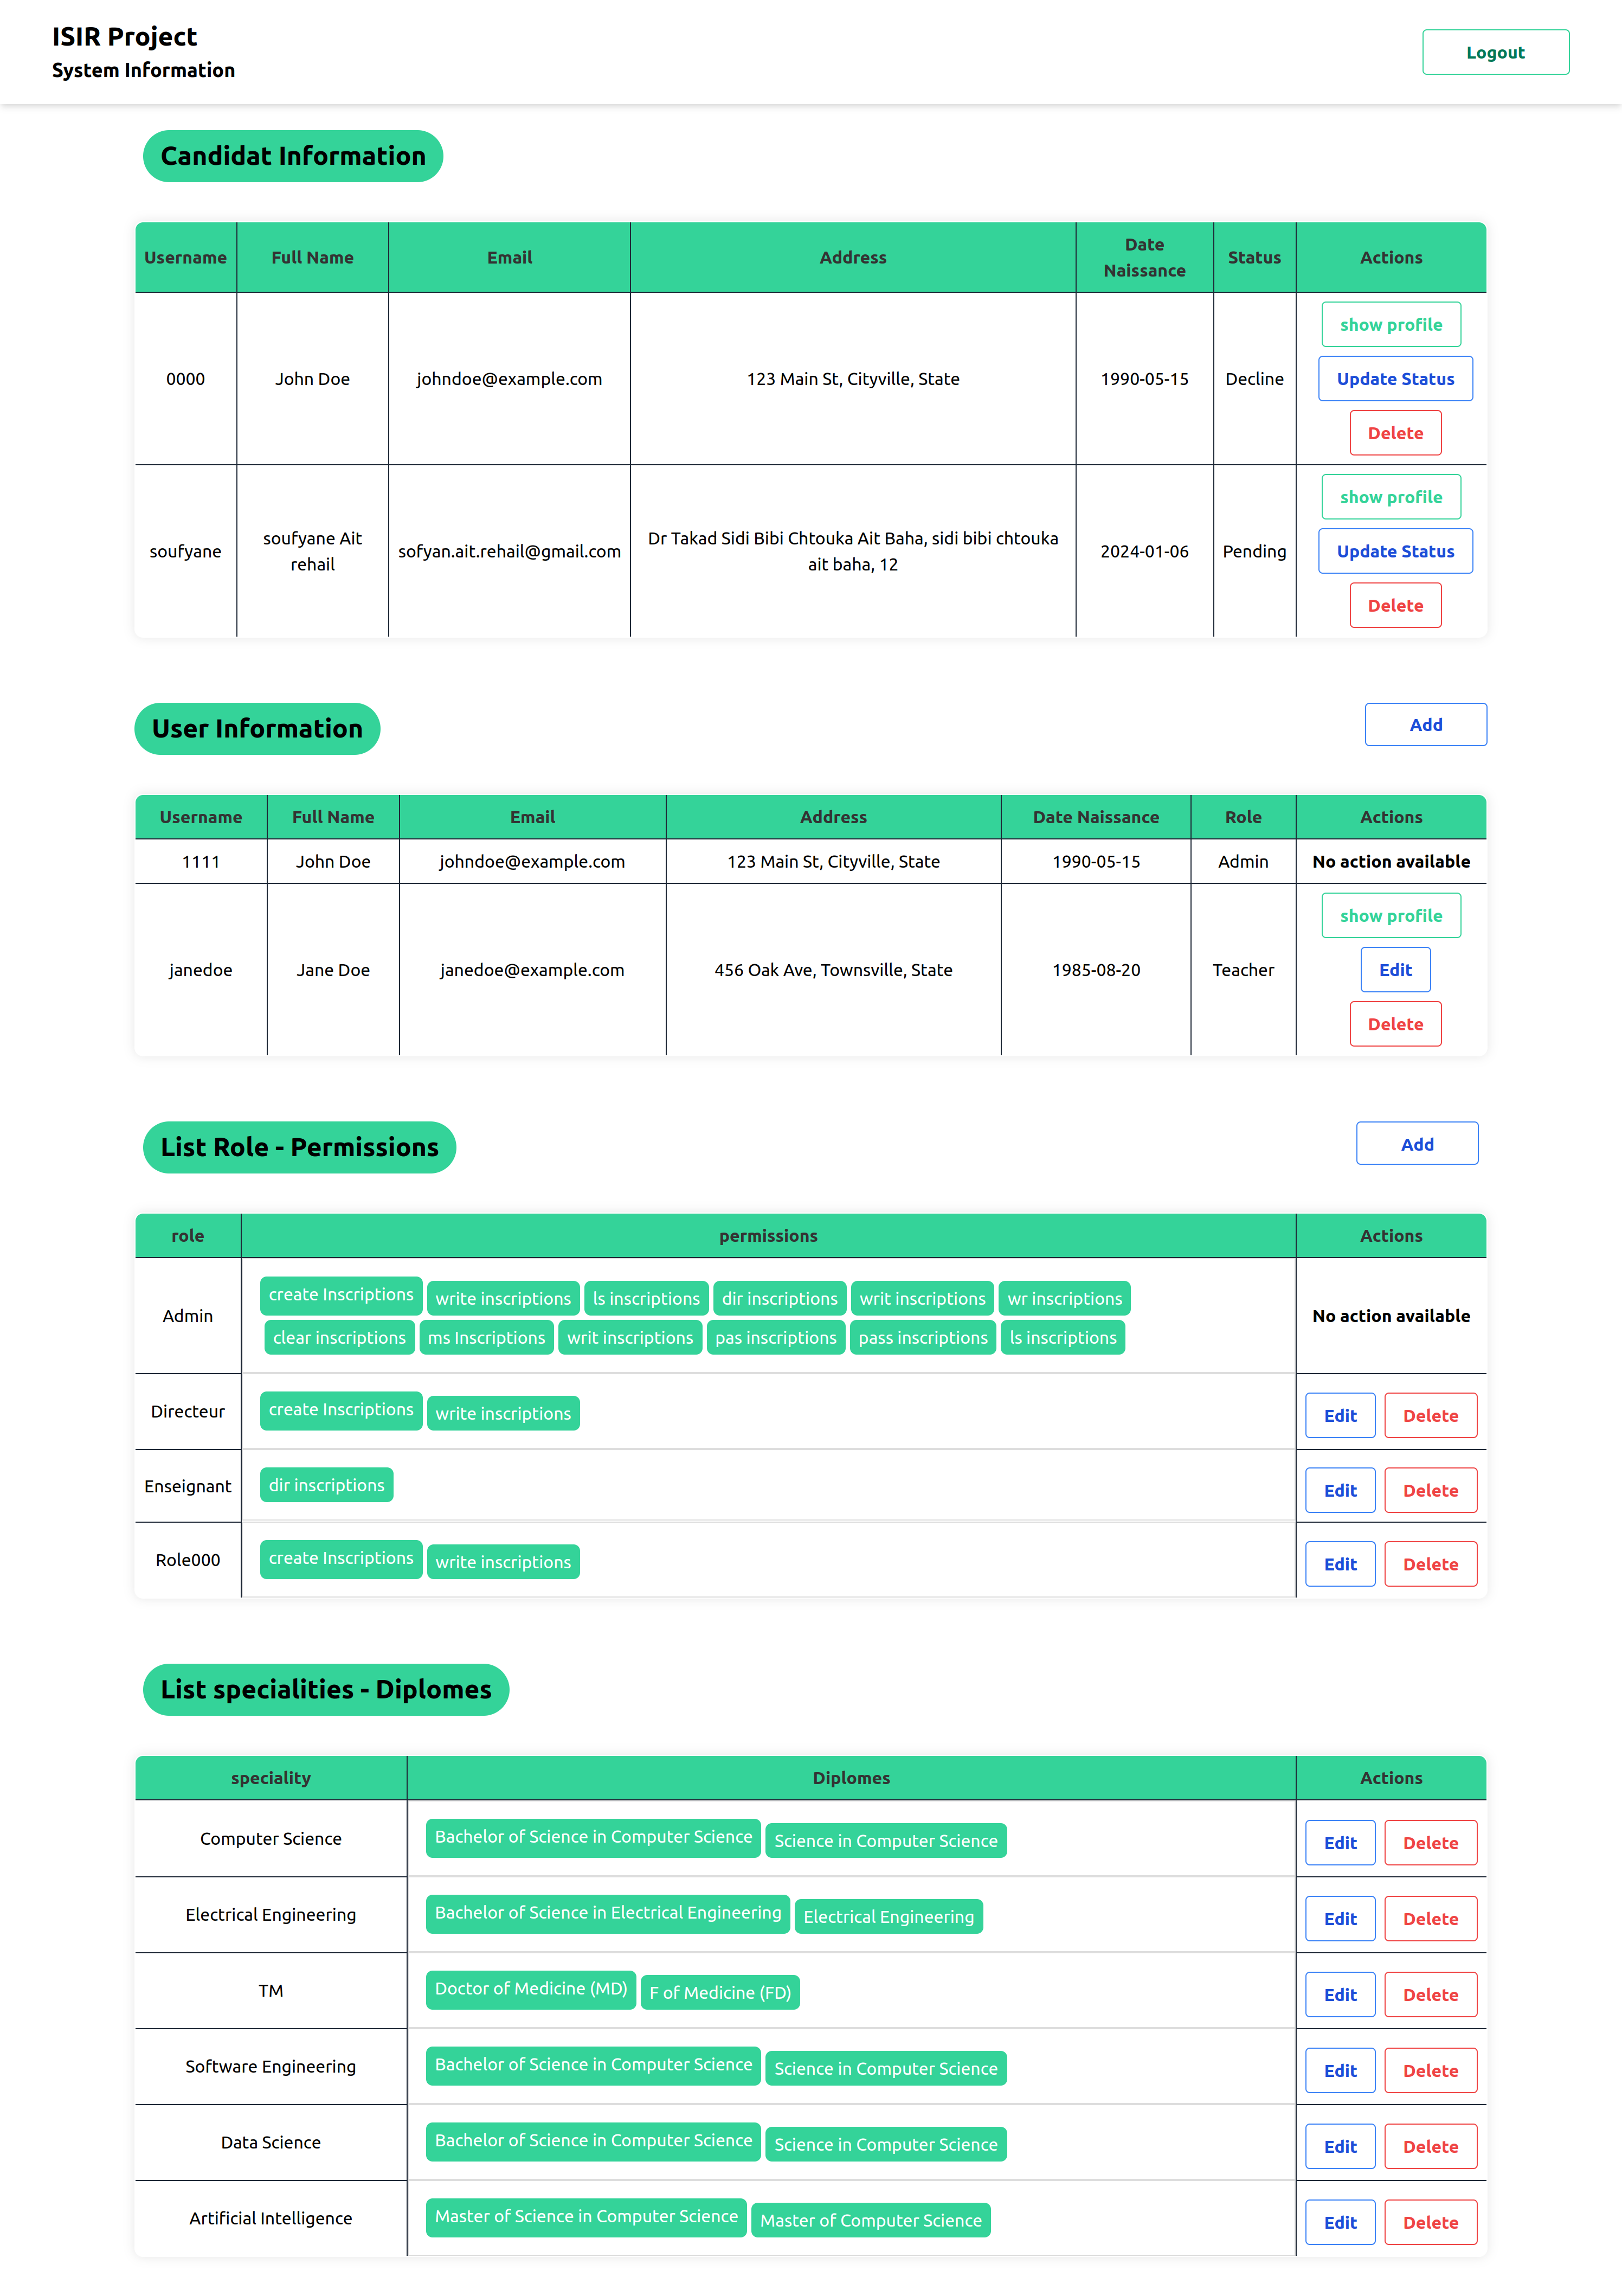 ISIR Project
System Information
Logout
Candidat Information
Username Full Name Email Address Date Naissance Status Actions
0000 John Doe johndoe@example.com 123 Main St, Cityville, State 1990-05-15 Decline
show profile
Update Status
Delete
soufyane soufyane Ait rehail sofyan.ait.rehail@gmail.com Dr Takad Sidi Bibi Chtouka Ait Baha, sidi bibi chtouka ait baha, 12 2024-01-06 Pending
show profile
Update Status
Delete
User Information
Add
Username Full Name Email Address Date Naissance Role Actions
1111 John Doe johndoe@example.com 123 Main St, Cityville, State 1990-05-15 Admin No action available
janedoe Jane Doe janedoe@example.com 456 Oak Ave, Townsville, State 1985-08-20 Teacher
show profile
Edit
Delete
List Role - Permissions
Add
role permissions Actions
Admin
create Inscriptions write inscriptions ls inscriptions dir inscriptions writ inscriptions wr inscriptions
clear inscriptions ms Inscriptions writ inscriptions pas inscriptions pass inscriptions ls inscriptions
No action available
Directeur create Inscriptions write inscriptions Edit Delete
Enseignant dir inscriptions Edit Delete
Role000 create Inscriptions write inscriptions Edit Delete
List specialities - Diplomes
speciality Diplomes Actions
Computer Science Bachelor of Science in Computer Science Science in Computer Science Edit Delete
Electrical Engineering Bachelor of Science in Electrical Engineering Electrical Engineering Edit Delete
TM Doctor of Medicine (MD) F of Medicine (FD) Edit Delete
Software Engineering Bachelor of Science in Computer Science Science in Computer Science Edit Delete
Data Science Bachelor of Science in Computer Science Science in Computer Science Edit Delete
Artificial Intelligence Master of Science in Computer Science Master of Computer Science Edit Delete